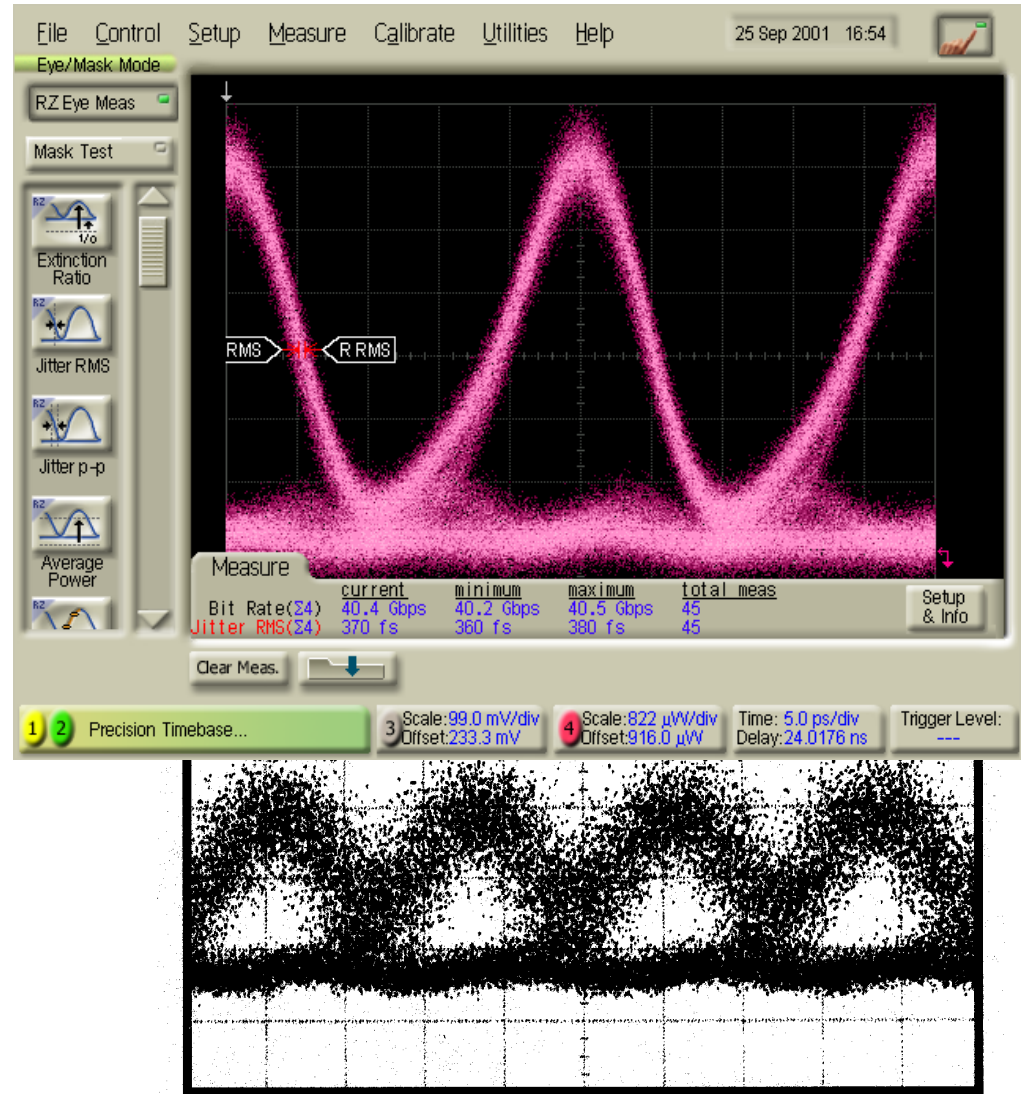 File Control Setup Measure Calibrate Utilities Help 25 Sep 2001 16:54
Eye/Mask Mode
RZ Eye Meas
Mask Test
RZ
1/0
Extinction
Ratio
RZ
Jitter RMS
RZ
Jitter p-p
RZ
Average
Power
RZ
RMS R RMS
Measure
current minimum maximum total meas
Bit Rate(Σ4) 40.4 Gbps 40.2 Gbps 40.5 Gbps 45
Jitter RMS(Σ4) 370 fs 360 fs 380 fs 45
Setup
& Info
Clear Meas.
1 2 Precision Timebase...
3 Scale:99.0 mV/div
Offset:233.3 mV
4 Scale:822 µW/div
Offset:916.0 µW
Time: 5.0 ps/div
Delay:24.0176 ns
Trigger Level:
---